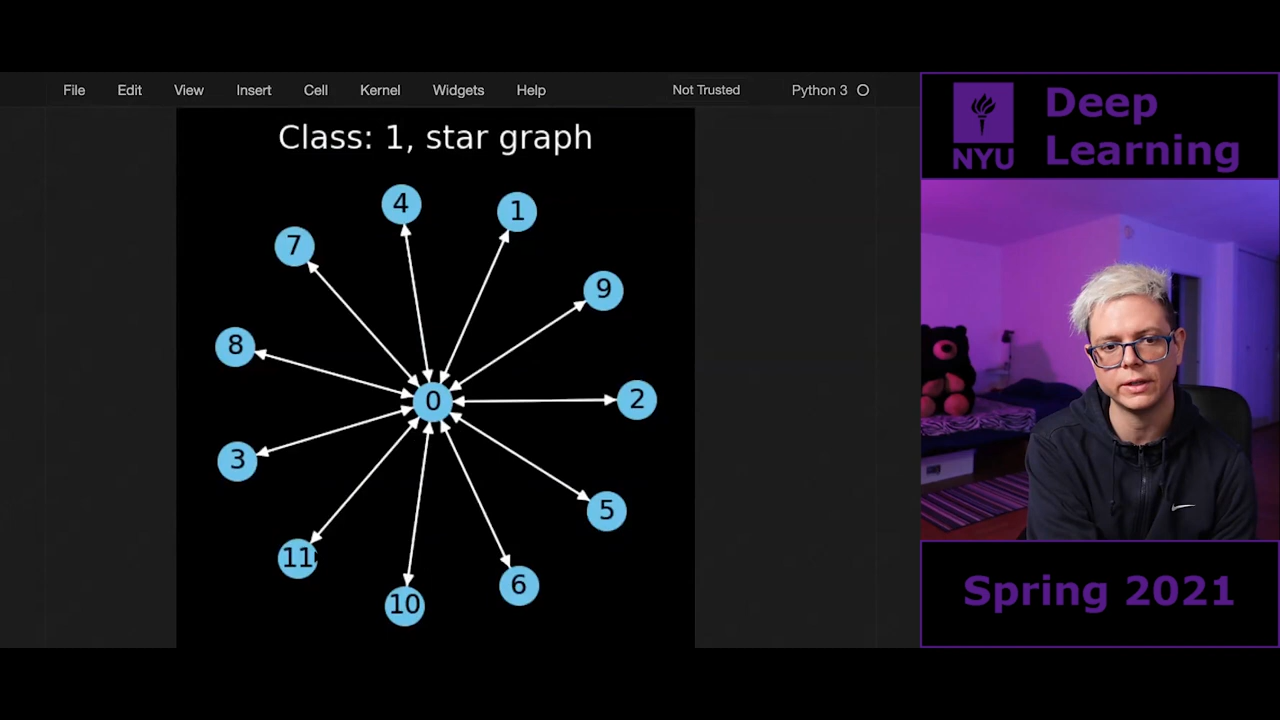 File Edit View Insert Cell Kernel Widgets Help Not Trusted Python 3
Class: 1, star graph
4
1
7
9
8
0
2
3
5
11
6
10
NYU
Deep
Learning
Spring 2021